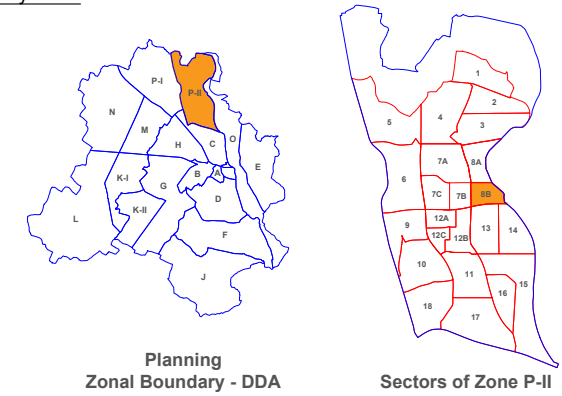 P-I
P-II
N
M
H
C
O
E
K-I
G
B
A
D
K-II
L
F
J
Planning
Zonal Boundary - DDA
1
2
3
4
5
6
7A
8A
7C
7B
8B
9
12A
12C
12B
13
14
10
11
15
16
18
17
Sectors of Zone P-II